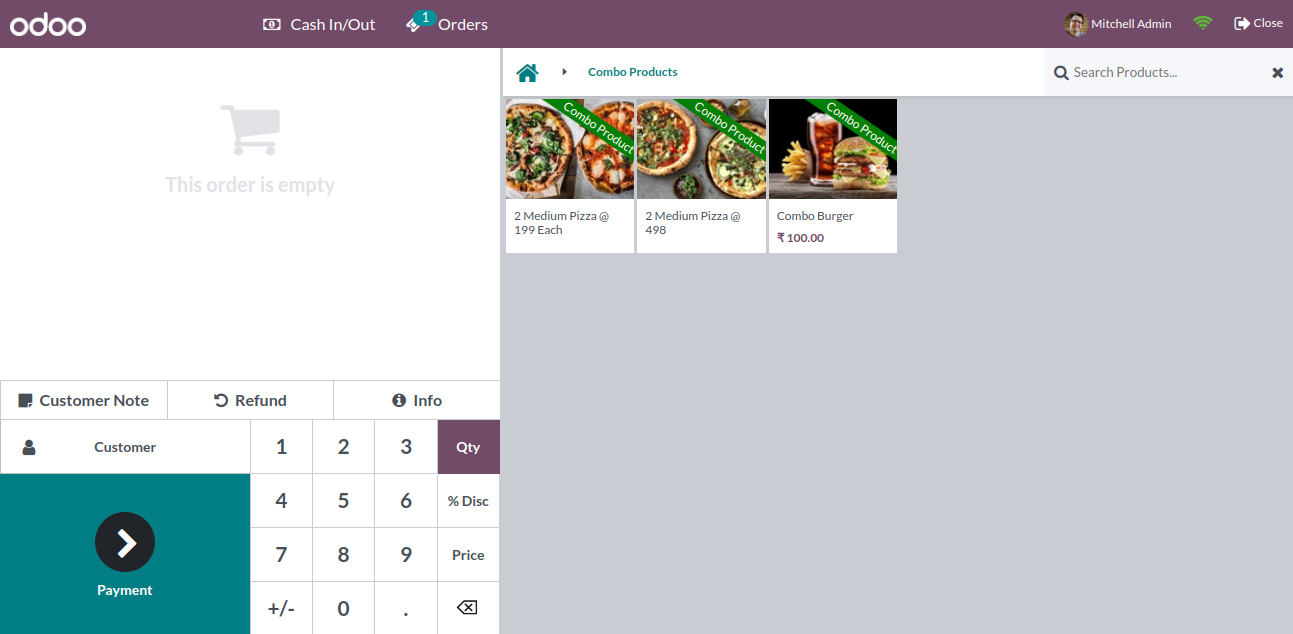 odoo
Cash In/Out
1
Orders
Mitchell Admin
Close
This order is empty
Combo Products
Search Products...
Combo Product
Combo Product
Combo Product
2 Medium Pizza @
199 Each
2 Medium Pizza @
498
Combo Burger
₹ 100.00
Customer Note
Refund
Info
Customer
1
2
3
Qty
4
5
6
% Disc
7
8
9
Price
Payment
+/-
0
.